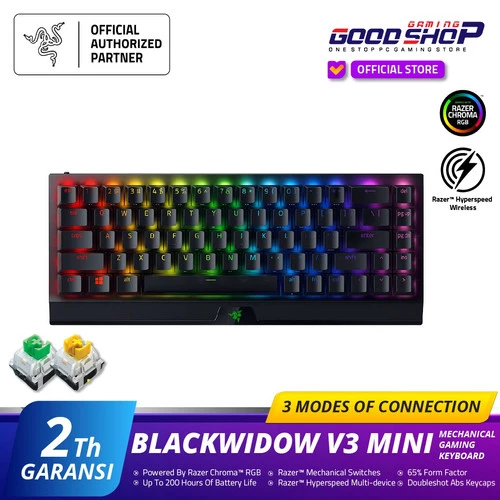 OFFICIAL
AUTHORIZED
PARTNER
GAMING
GOODSHOP
ONE STOP PC GAMING STORE
OFFICIAL STORE
RAZER
CHROMA
RGB
Razer™ Hyperspeed
Wireless
3 MODES OF CONNECTION
2Th
GARANSI
BLACKWIDOW V3 MINI
MECHANICAL
GAMING
KEYBOARD
• Powered By Razer Chroma™ RGB
• Razer™ Mechanical Switches
• 65% Form Factor
• Up To 200 Hours Of Battery Life
• Razer™ Hyperspeed Multi-device
• Doubleshot Abs Keycaps